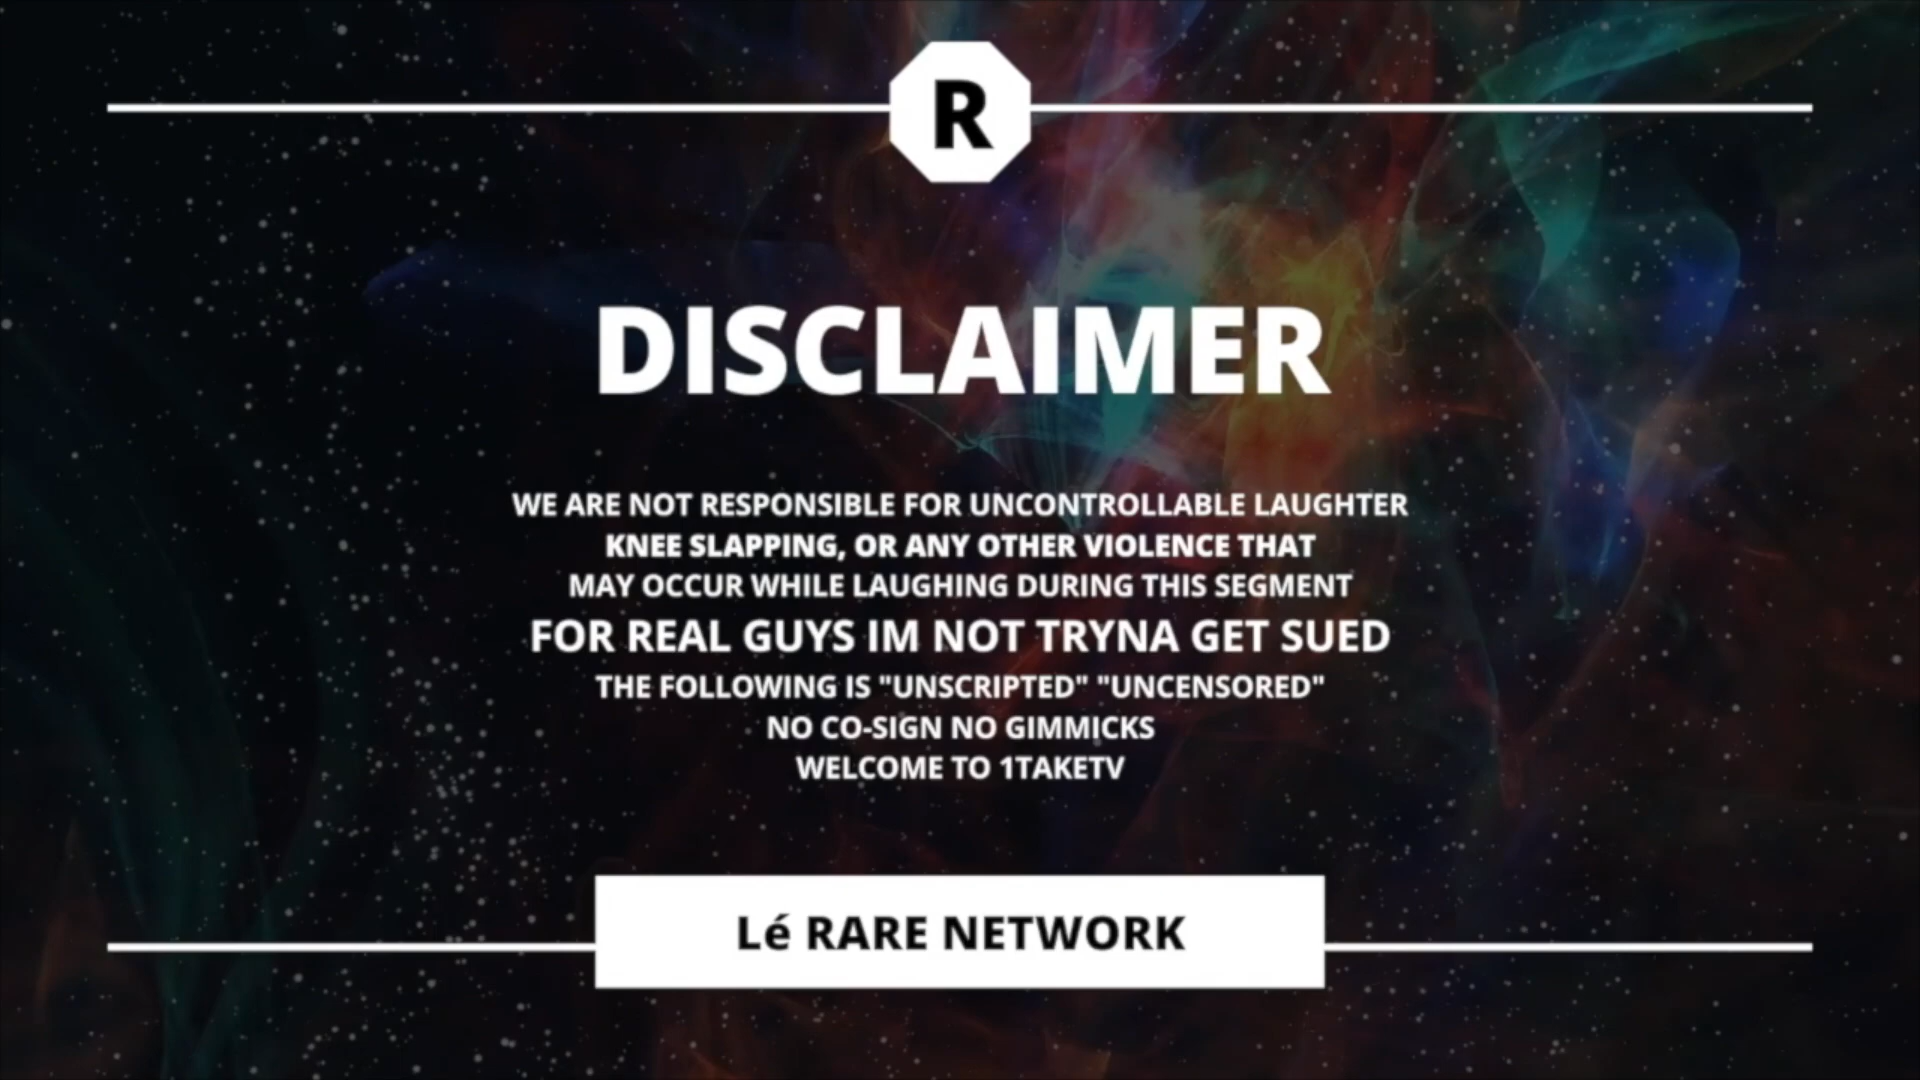 R
DISCLAIMER
WE ARE NOT RESPONSIBLE FOR UNCONTROLLABLE LAUGHTER
KNEE SLAPPING, OR ANY OTHER VIOLENCE THAT
MAY OCCUR WHILE LAUGHING DURING THIS SEGMENT
FOR REAL GUYS IM NOT TRYNA GET SUED
THE FOLLOWING IS "UNSCRIPTED" "UNCENSORED"
NO CO-SIGN NO GIMMICKS
WELCOME TO 1TAKETV
Lé RARE NETWORK